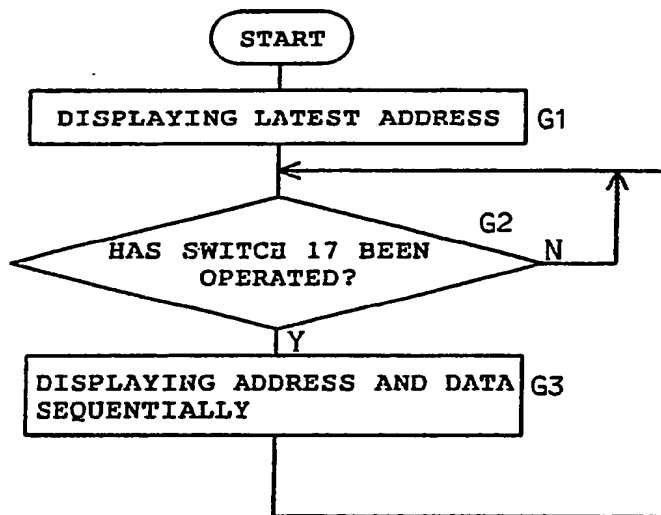 START
DISPLAYING LATEST ADDRESS
G1
G2
HAS SWITCH 17 BEEN
OPERATED?
N
Y
DISPLAYING ADDRESS AND DATA
SEQUENTIALLY
G3